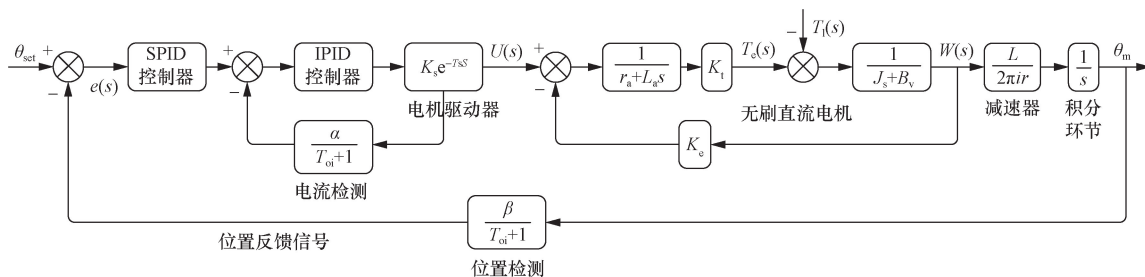 θset
+
−
e(s)
SPID
控制器
+
−
IPID
控制器
Kse−TsS
电机驱动器
U(s)
+
−
1
ra+Las
Kt
Te(s)
−
Tl(s)
1
Js+Bv
W(s)
L
2πir
减速器
1
s
积分
环节
θm
无刷直流电机
Ke
α
Toi+1
电流检测
β
Toi+1
位置检测
位置反馈信号